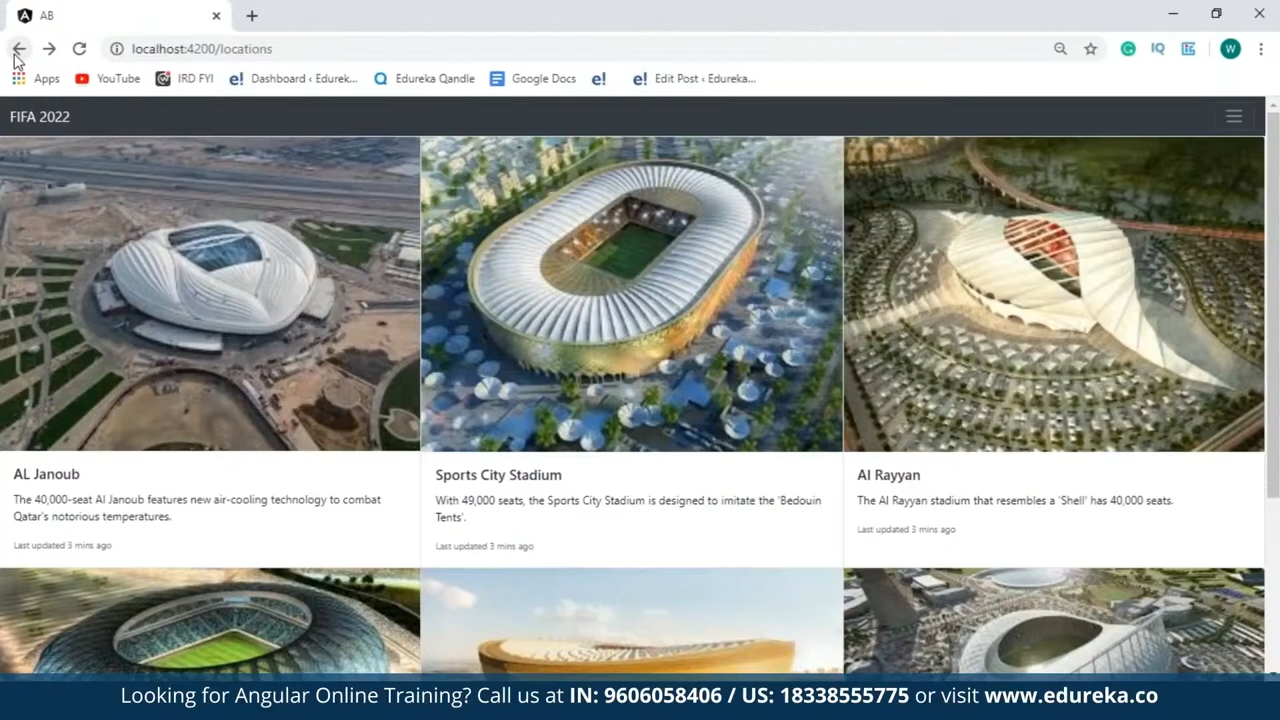 AB
localhost:4200/locations
IQ
W
Apps
YouTube
IRD FYI
e! Dashboard ‹ Edurek...
Edureka Qandle
Google Docs
e!
e! Edit Post ‹ Edureka...
FIFA 2022
AL Janoub
The 40,000-seat Al Janoub features new air-cooling technology to combat
Qatar's notorious temperatures.
Last updated 3 mins ago
Sports City Stadium
With 49,000 seats, the Sports City Stadium is designed to imitate the 'Bedouin
Tents'.
Last updated 3 mins ago
Al Rayyan
The Al Rayyan stadium that resembles a 'Shell' has 40,000 seats.
Last updated 3 mins ago
Looking for Angular Online Training? Call us at IN: 9606058406 / US: 18338555775 or visit www.edureka.co